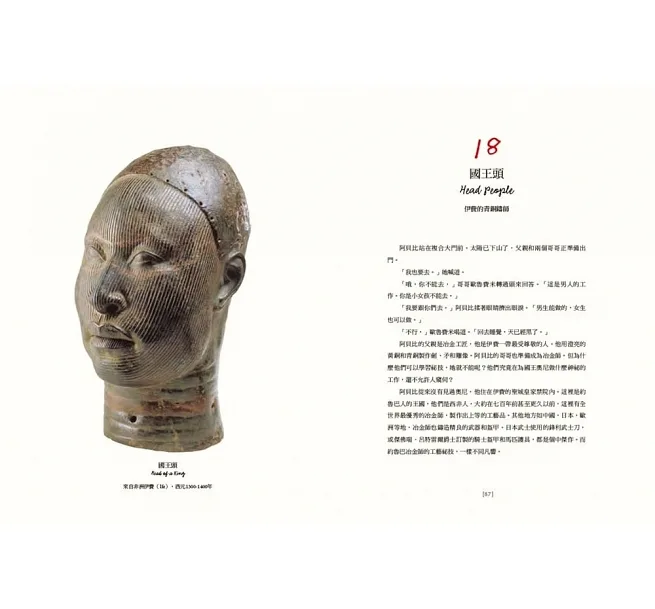 國王頭
Head of a King
來自非洲伊費(Ife),西元1300-1400年
18
國王頭
Head People
伊費的青銅鑄師
阿貝比站在複合大門前。太陽已下山了,父親和兩個哥哥正準備出
門。
「我也要去。」她喊道。
「哦,你不能去,」哥哥歐魯費米轉過頭來回答。「這是男人的工
作。你是小女孩不能去。」
「我要跟你們去。」阿貝比揉著眼睛擠出眼淚。「男生能做的,女生
也可以做。」
「不行,」歐魯費米喝道。「回去睡覺,天已經黑了。」
阿貝比的父親是冶金工匠,他是伊費一帶最受尊敬的人。他用澄亮的
黃銅和青銅製作劍,矛和雕像。阿貝比的哥哥也準備成為冶金師。但為什
麼他們可以學習秘技,她就不能呢?他們究竟在為國王奧尼做什麼神秘的
工作,還不允許人窺伺?
阿貝比從來沒有見過奧尼,他住在伊費的聖城皇家禁院內。這裡是約
魯巴人的王國,他們是西非人,大約在七百年前甚至更久以前,這裡有全
世界最優秀的冶金師,製作出上等的工藝品。其他地方如中國,日本,歐
洲等地,冶金師也鑄造精良的武器和盔甲。日本武士使用的鋒利武士刀,
或傑佛瑞.呂特雷爾爵士訂製的騎士盔甲和馬匹護具,都是個中傑作。而
約魯巴冶金師的工藝秘技,一樣不同凡響。
[87]